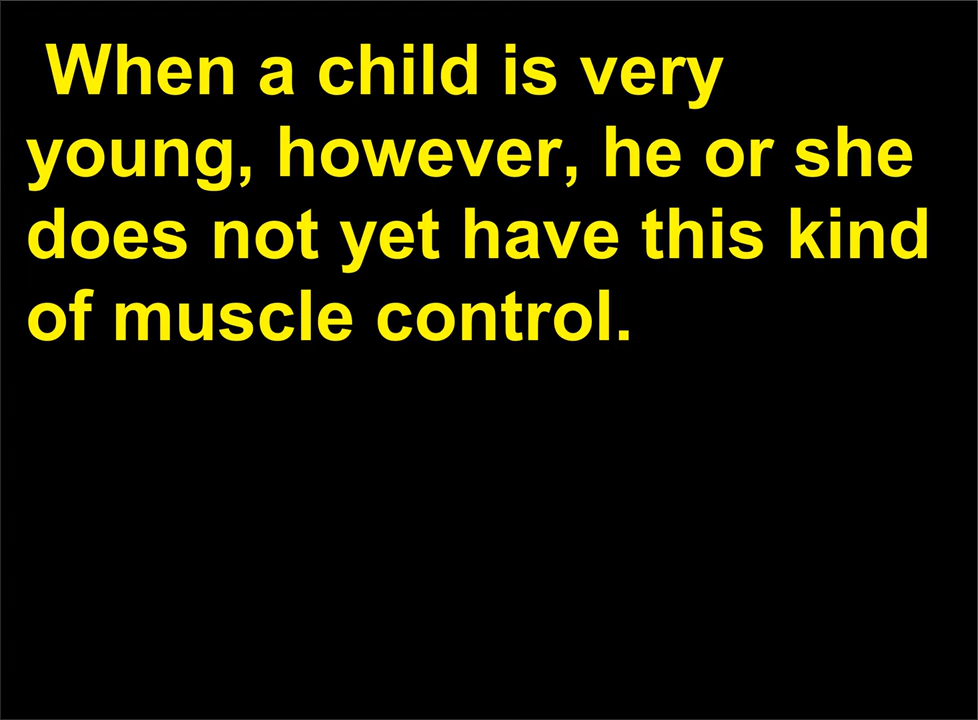 When a child is very
young, however, he or she
does not yet have this kind
of muscle control.